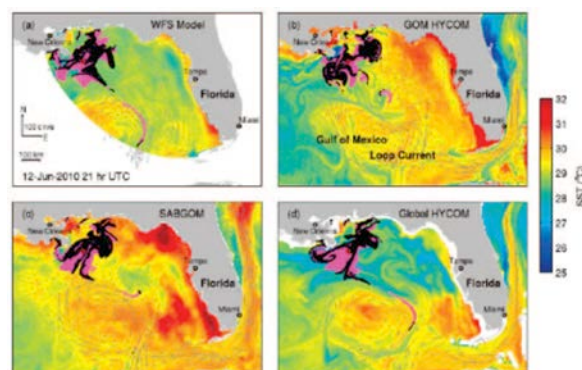 (a)
WFS Model
New Orleans
Tampa
Florida
Miami
N
E
100 km
12-Jun-2010 21 hr UTC
(b)
GOM HYCOM
New Orleans
Tampa
Florida
Miami
Gulf of Mexico
Loop Current
(c)
SABGOM
New Orleans
Tampa
Florida
Miami
(d)
Global HYCOM
New Orleans
Tampa
Florida
Miami
32
31
30
29
28
27
26
25
SST (°C)